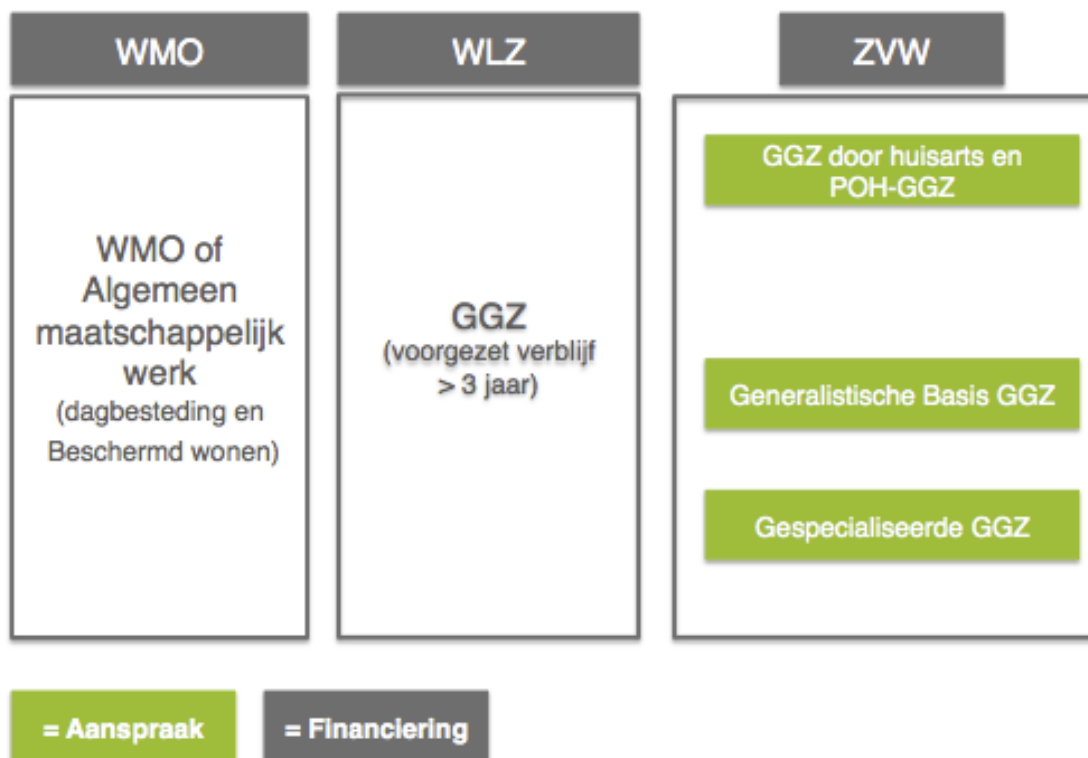 WMO
WMO of
Algemeen
maatschappelijk
werk
(dagbesteding en
Beschermd wonen)
WLZ
GGZ
(voorgezet verblijf
> 3 jaar)
ZVW
GGZ door huisarts en
POH-GGZ
Generalistische Basis GGZ
Gespecialiseerde GGZ
= Aanspraak
= Financiering